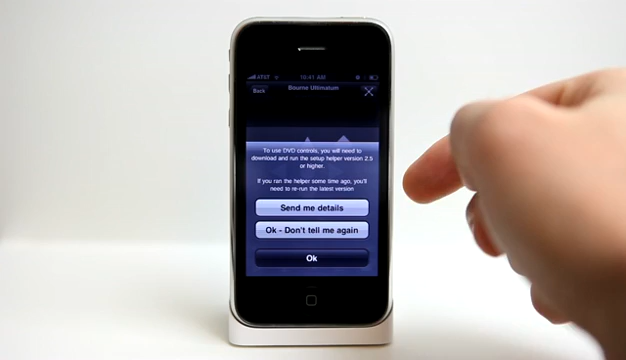 AT&T 10:41 AM
Back Bourne Ultimatum
To use DVD controls, you will need to
download and run the setup helper version 2.5
or higher.
If you ran the helper some time ago, you'll
need to re-run the latest version
Send me details
Ok - Don't tell me again
Ok